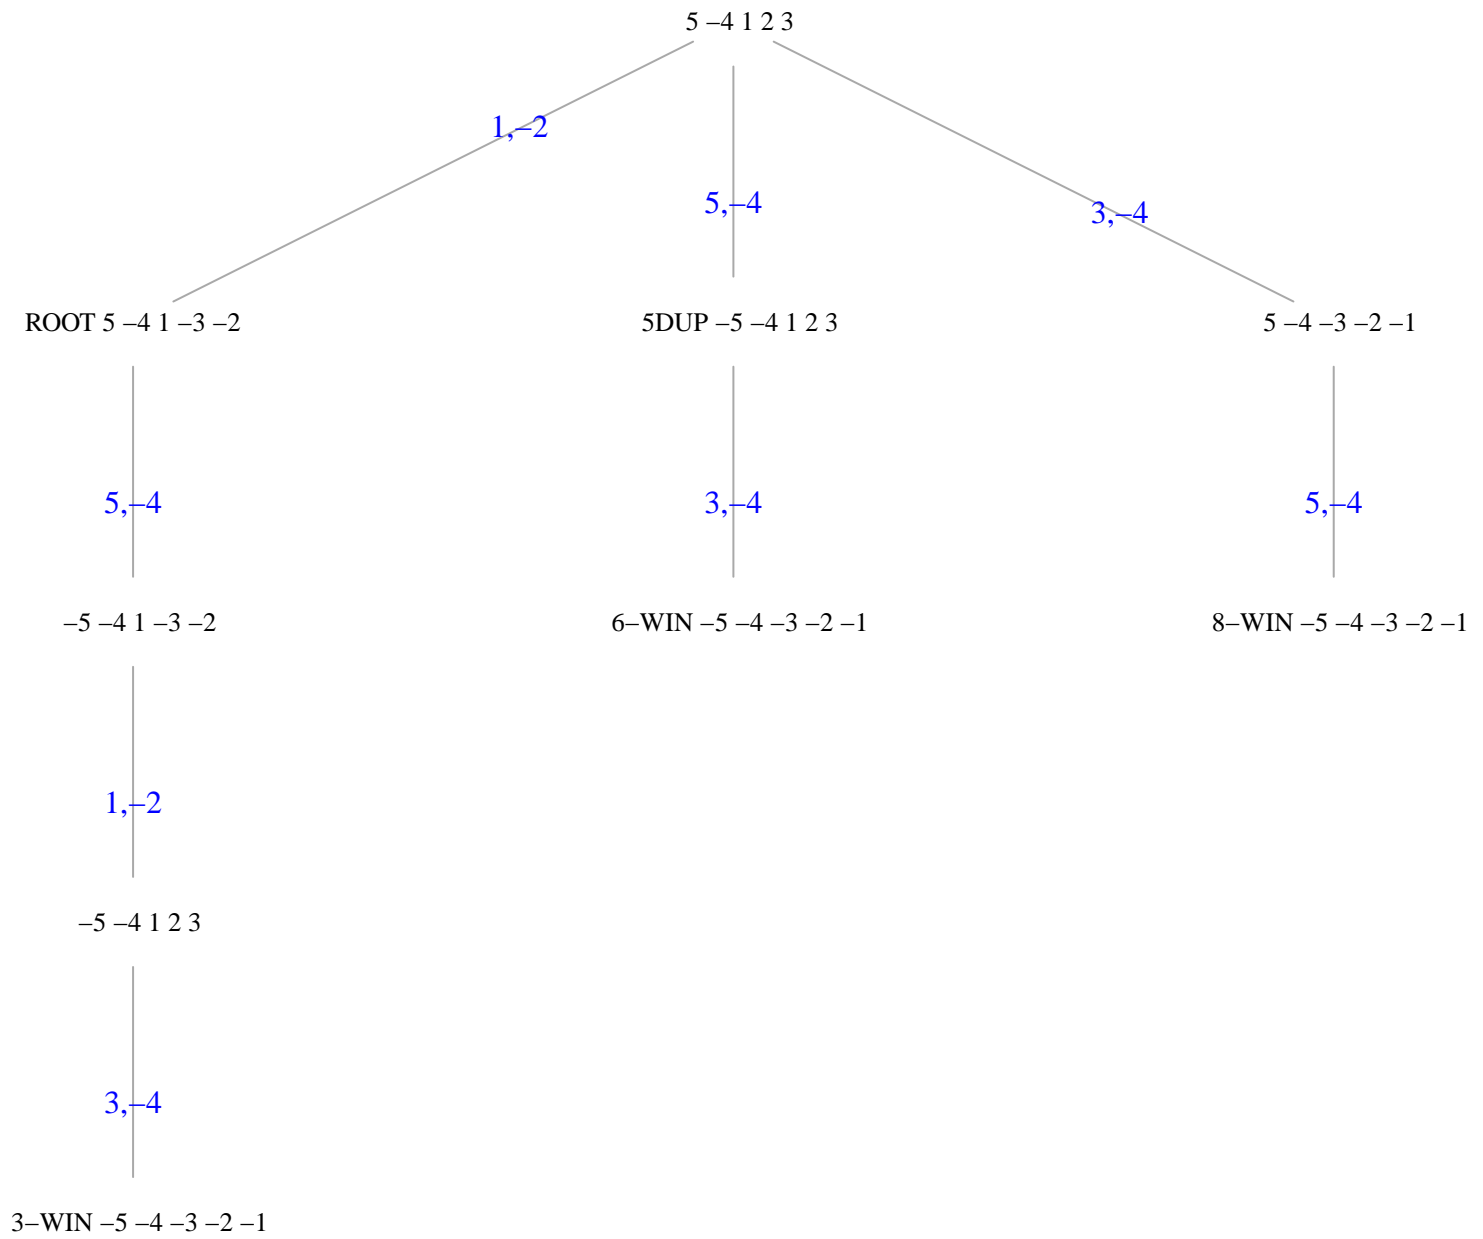 5 –4 1 2 3
1,–2
5,–4
3,–4
ROOT 5 –4 1 –3 –2
5DUP –5 –4 1 2 3
5 –4 –3 –2 –1
5,–4
3,–4
5,–4
–5 –4 1 –3 –2
6–WIN –5 –4 –3 –2 –1
8–WIN –5 –4 –3 –2 –1
1,–2
–5 –4 1 2 3
3,–4
3–WIN –5 –4 –3 –2 –1